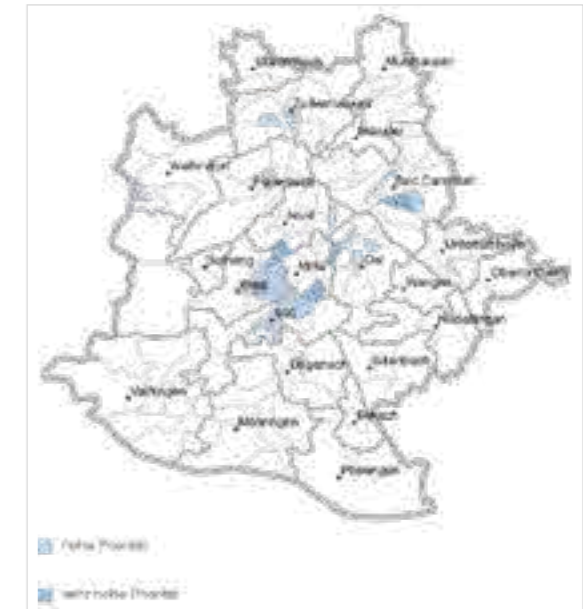 Mühlhausen
Zuffenhausen
Münster
Weilimdorf
Feuerbach
Bad Cannstatt
Nord
Untertürkheim
Botnang
Mitte
Ost
Obertürkheim
West
Wangen
Süd
Hedelfingen
Degerloch
Sillenbuch
Vaihingen
Birkach
Möhringen
Plieningen
hohe Priorität
sehr hohe Priorität